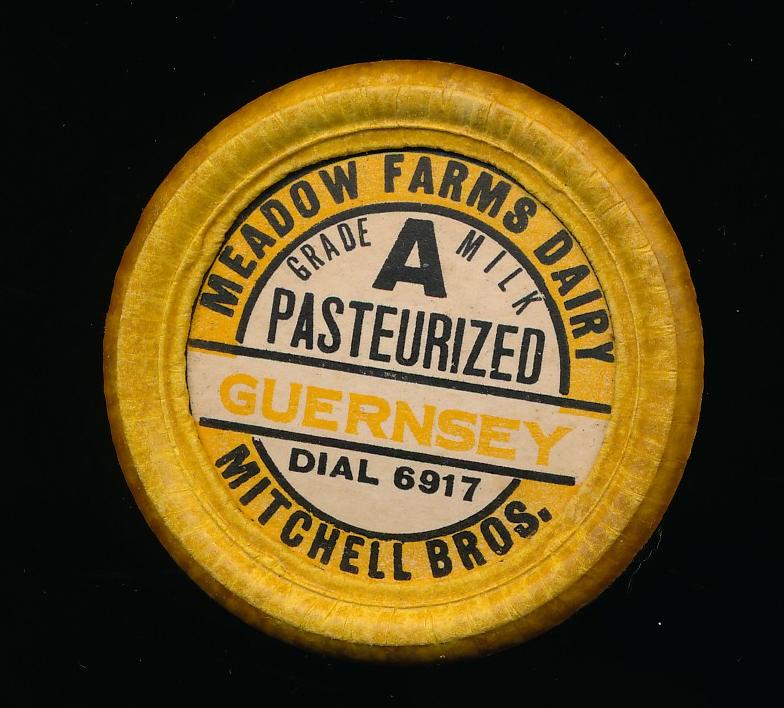 MEADOW FARMS DAIRY
GRADE A MILK
PASTEURIZED
GUERNSEY
DIAL 6917
MITCHELL BROS.